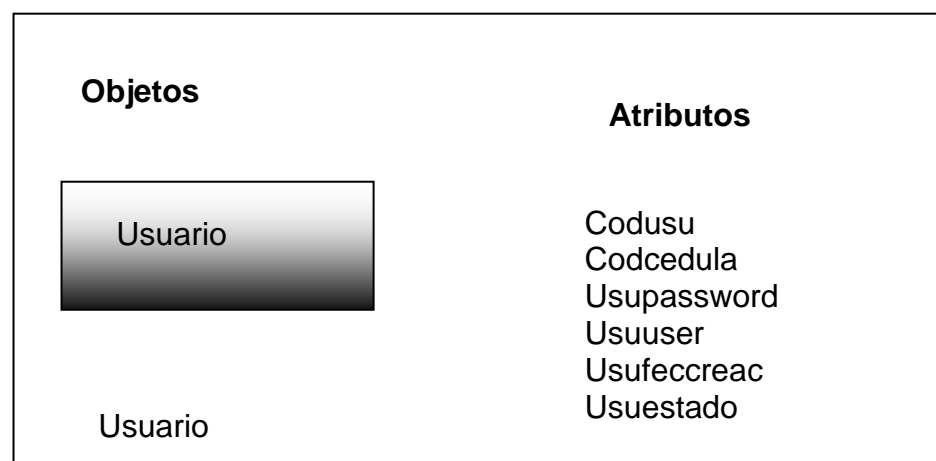 Objetos
Atributos
Usuario
Codusu
Codcedula
Usupassword
Usuuser
Usufeccreac
Usuestado
Usuario